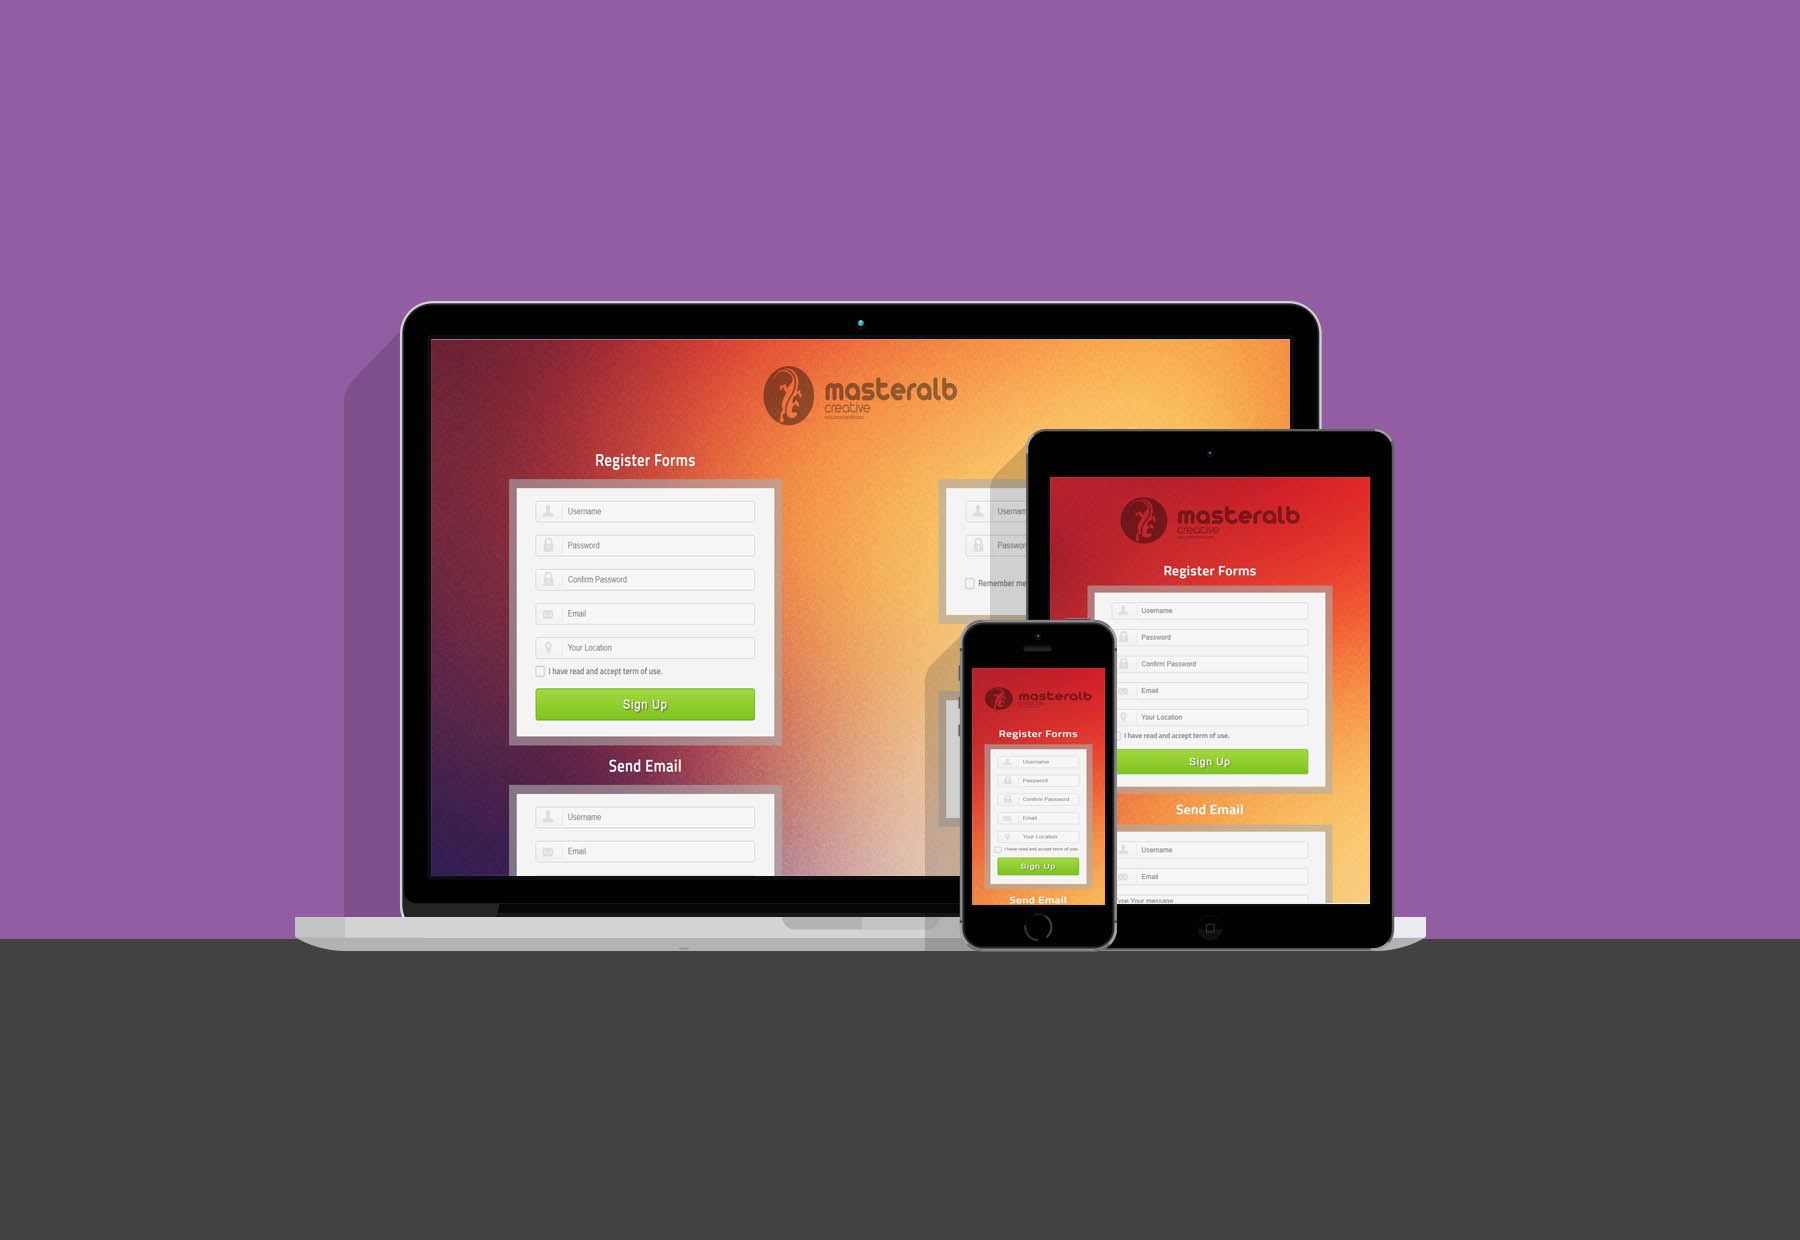 masteralb
creative
Register Forms
Username
Password
Confirm Password
Email
Your Location
I have read and accept term of use.
Sign Up
Send Email
Username
Email
Usernam
Passwor
Remember me
masteralb
creative
Register Forms
Username
Password
Confirm Password
Email
Your Location
I have read and accept term of use.
Sign Up
Send Email
Username
Email
Type Your message
masteralb
Register Forms
Username
Password
Confirm Password
Email
Your Location
I have read and accept term of use.
Sign Up
Send Email